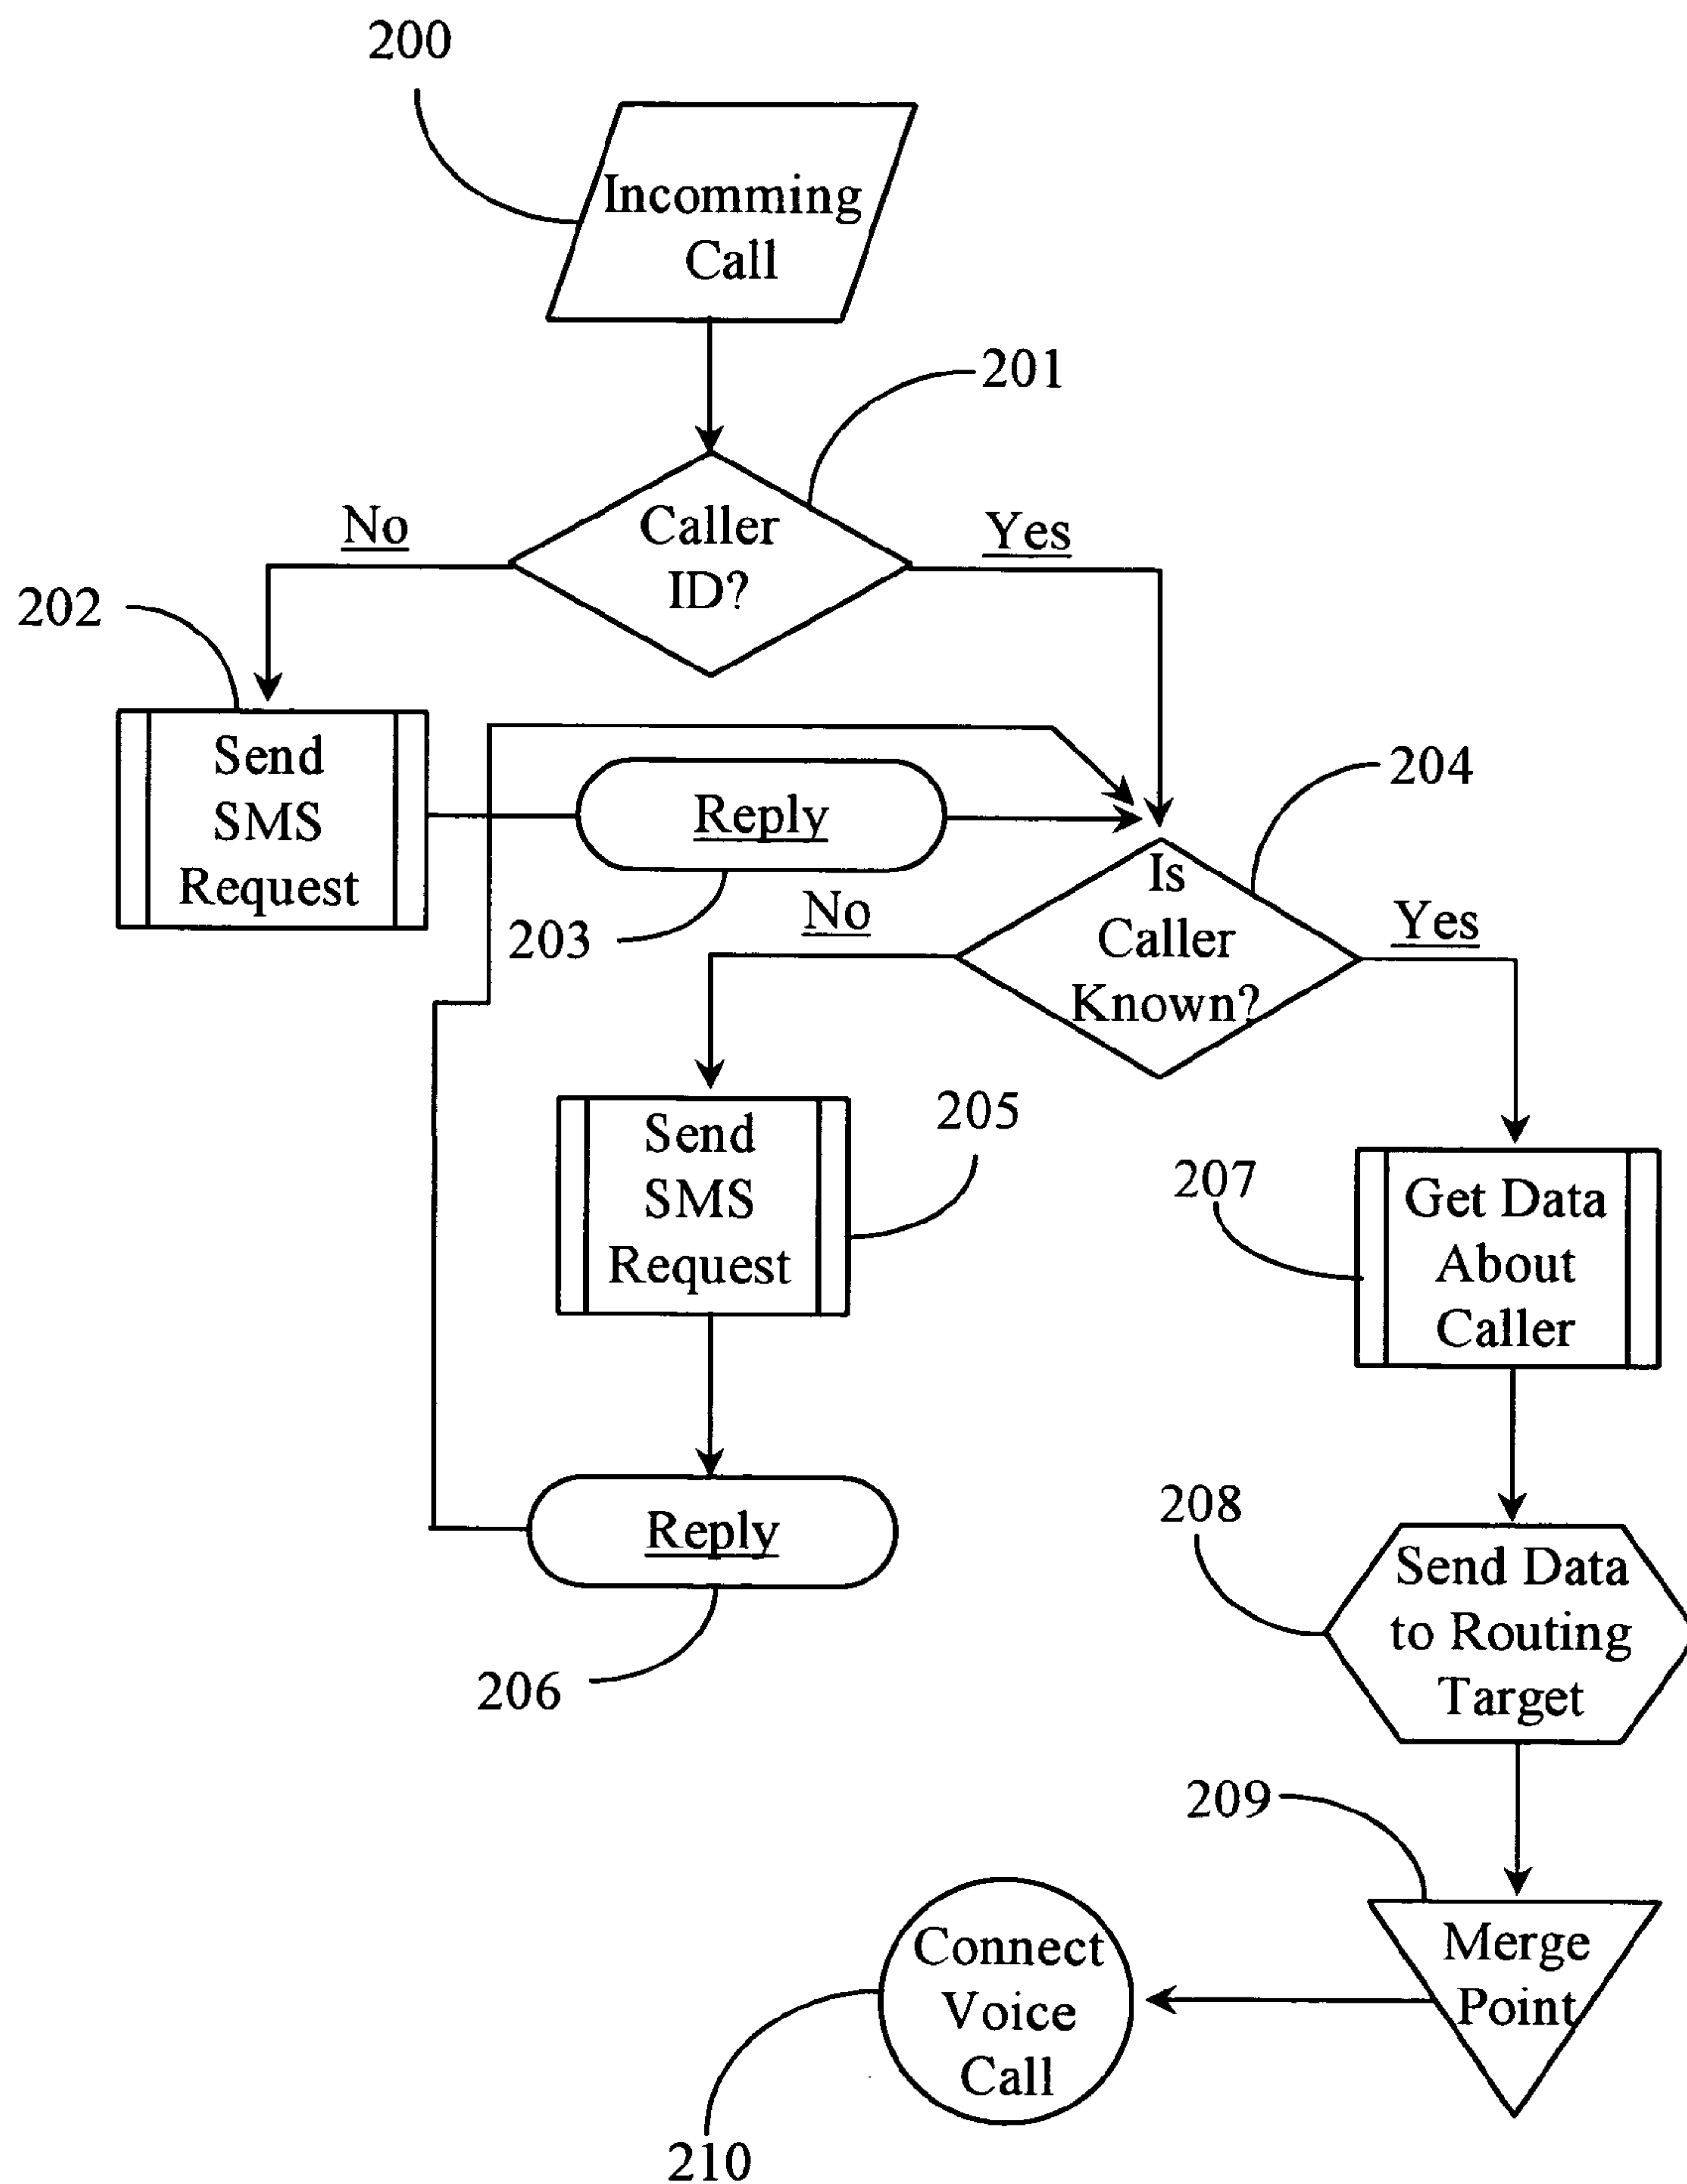 200
Incomming
Call
201
Caller
ID?
No
Yes
202
Send
SMS
Request
Reply
203
204
Is
Caller
Known?
No
Yes
205
Send
SMS
Request
207
Get Data
About
Caller
Reply
206
208
Send Data
to Routing
Target
209
Merge
Point
Connect
Voice
Call
210